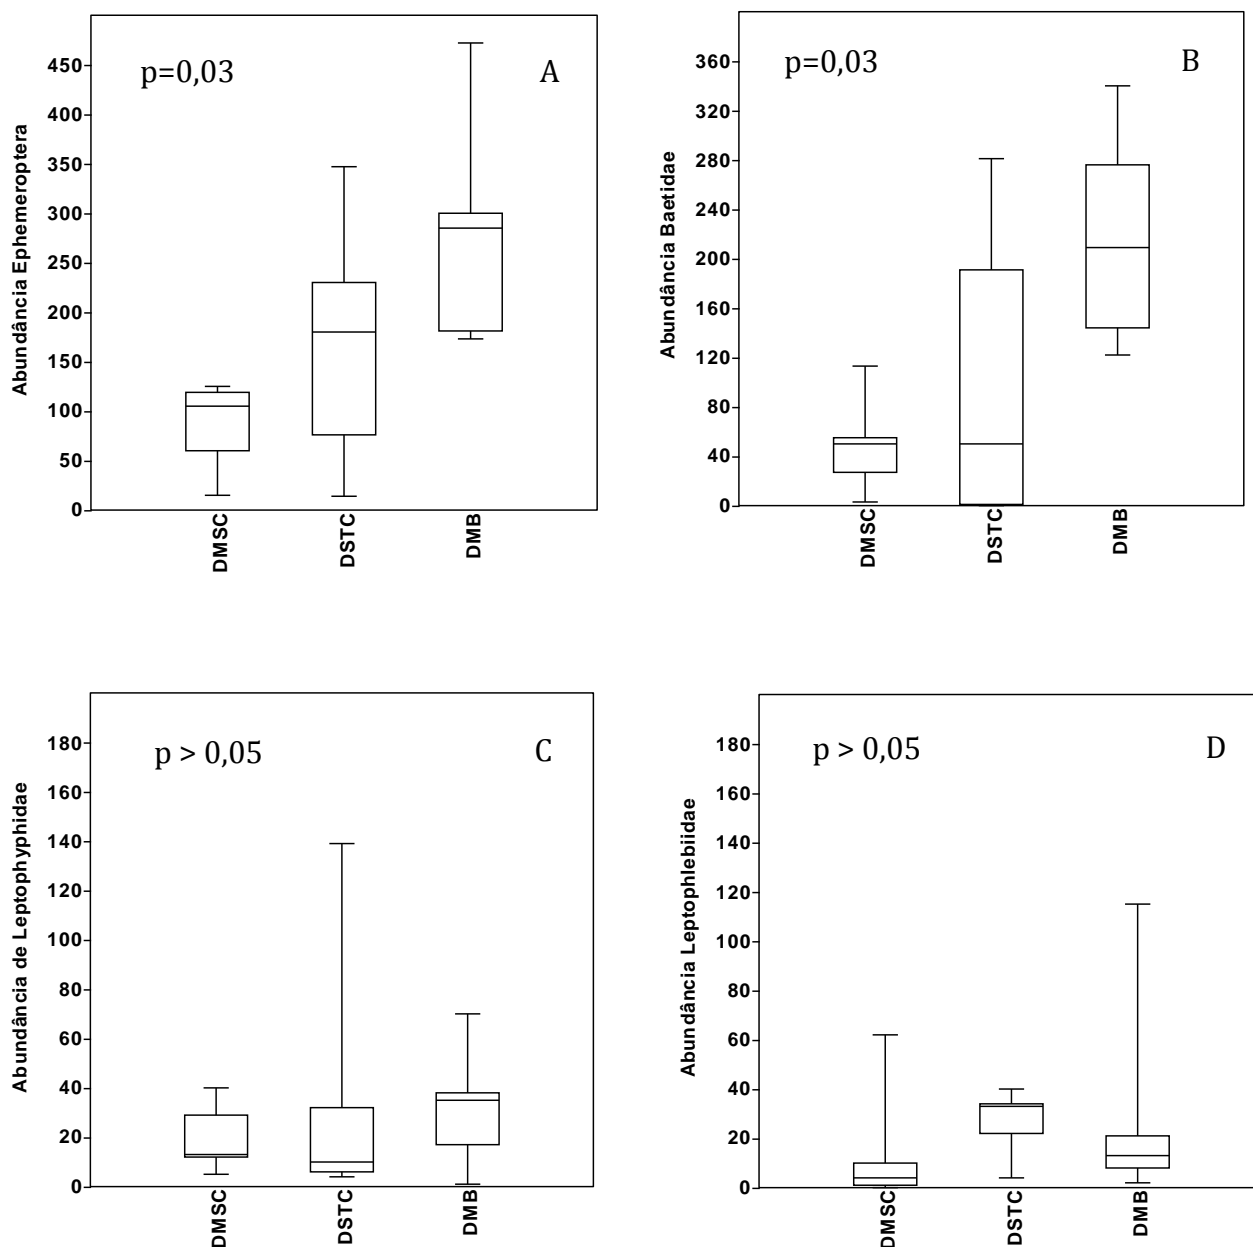 p=0,03
A
Abundância Ephemeroptera
450
400
350
300
250
200
150
100
50
0
DMSC
DSTC
DMB
p=0,03
B
Abundância Baetidae
360
320
280
240
200
160
120
80
40
0
DMSC
DSTC
DMB
p > 0,05
C
Abundância de Leptophyphidae
180
160
140
120
100
80
60
40
20
0
DMSC
DSTC
DMB
p > 0,05
D
Abundância Leptophlebiidae
180
160
140
120
100
80
60
40
20
0
DMSC
DSTC
DMB